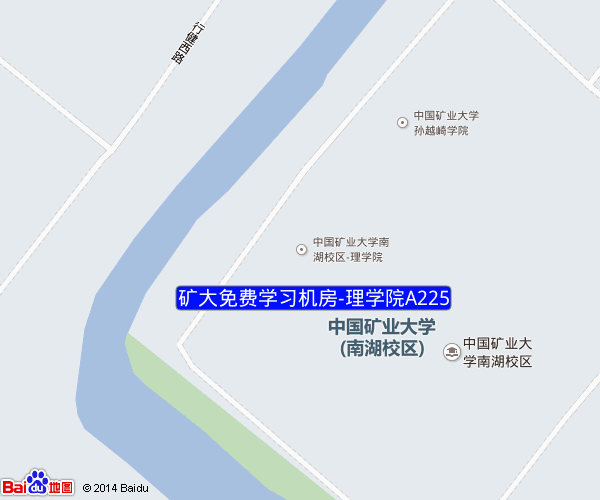 行健西路
中国矿业大学
孙越崎学院
中国矿业大学南
湖校区-理学院
矿大免费学习机房-理学院A225
中国矿业大学
(南湖校区)
中国矿业大
学南湖校区
Bai du 地图
© 2014 Baidu